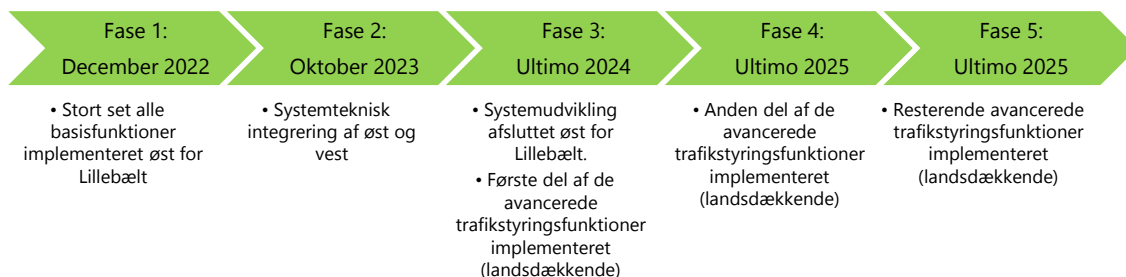 Fase 1:
December 2022
• Stort set alle
basisfunktioner
implementeret øst for
Lillebælt
Fase 2:
Oktober 2023
• Systemteknisk
integrering af øst og
vest
Fase 3:
Ultimo 2024
• Systemudvikling
afsluttet øst for
Lillebælt.
• Første del af de
avancerede
trafikstyringsfunktioner
implementeret
(landsdækkende)
Fase 4:
Ultimo 2025
• Anden del af de
avancerede
trafikstyringsfunktioner
implementeret
(landsdækkende)
Fase 5:
Ultimo 2025
• Resterende avancerede
trafikstyringsfunktioner
implementeret
(landsdækkende)